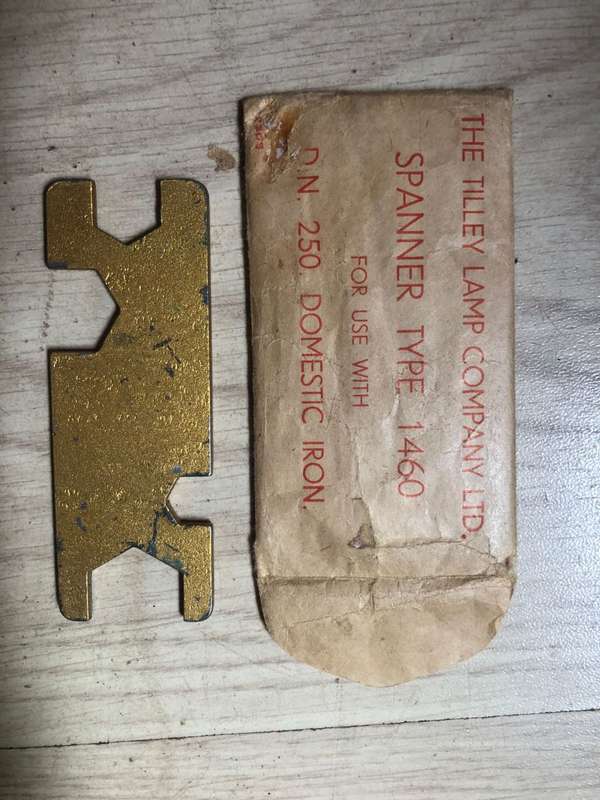 THE TILLEY LAMP COMPANY LTD.
SPANNER TYPE 1460
FOR USE WITH
D.N. 250. DOMESTIC IRON.